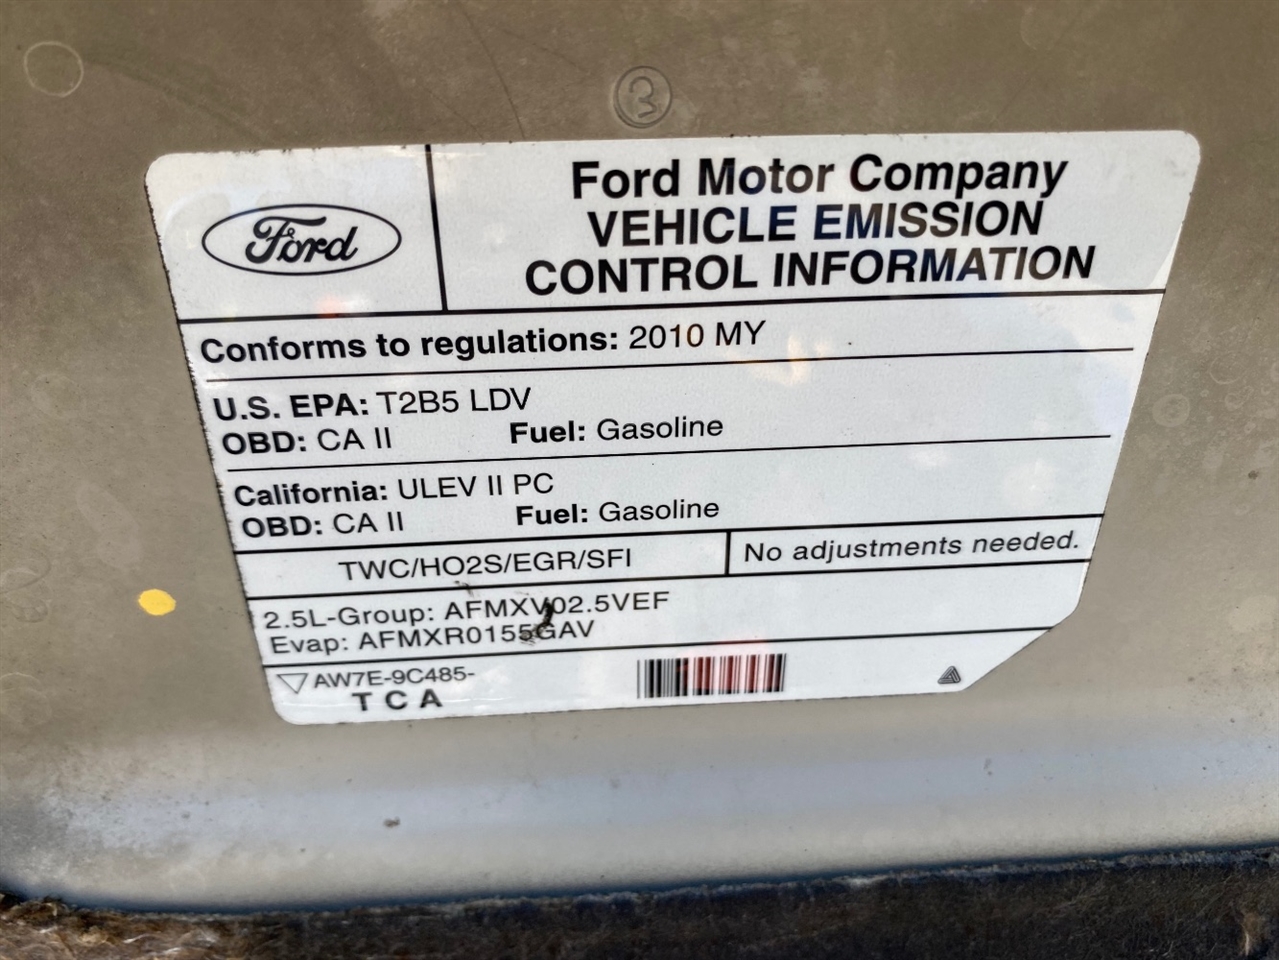 3
Ford
Ford Motor Company
VEHICLE EMISSION
CONTROL INFORMATION
Conforms to regulations: 2010 MY
U.S. EPA: T2B5 LDV
OBD: CA II Fuel: Gasoline
California: ULEV II PC
OBD: CA II Fuel: Gasoline
TWC/HO2S/EGR/SFI No adjustments needed.
2.5L-Group: AFMXV02.5VEF
Evap: AFMXR0155GAV
AW7E-9C485-
TCA